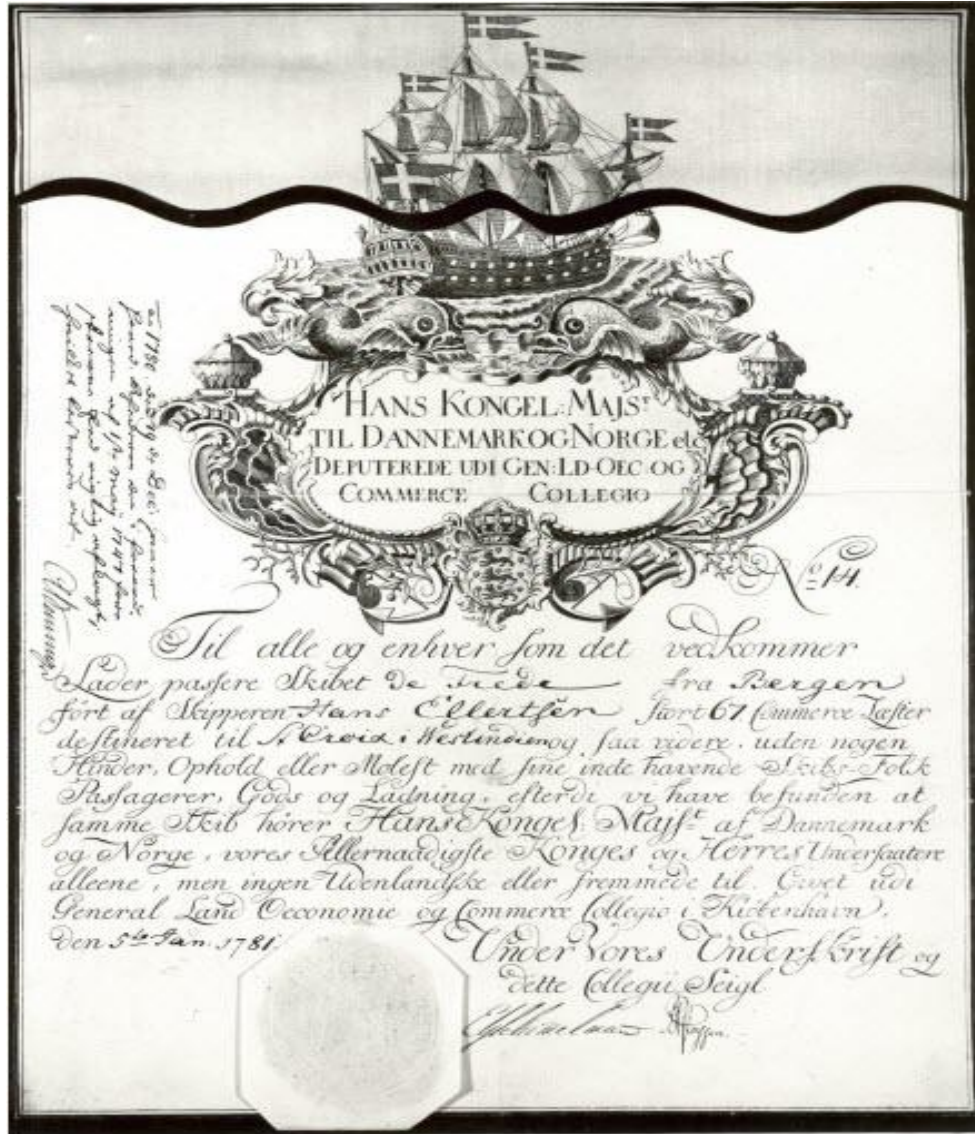 HANS KONGEL: MAJSt
TIL DANNEMARK OG NORGE etc
DEPUTEREDE UDI GEN: LD-OEC-OG
COMMERCE COLLEGIO
No 14.
Til alle og enhver som det vedkommer
Lader passere Skibet De Frede fra Bergen
ført af Skipperen Hans Ellertsen stort 67 Commerce Læster
destineret til St Croix i Westindien og saa videre, uden nogen
Hinder, Ophold eller Molest med sine inde havende Skibs-Folk
Passagerer, Gods og Ladning, efterdi vi have befunden at
samme Skib hörer Hans Konges: Majst: af Dannemark
og Norge, vores Allernaadigste Konges og Herres Undersaatere
alleene, men ingen Udenlandske eller fremmede til. Givet udi
General Land Oeconomie og Commerce Collegio i Kiöbenhavn,
den 5te Jan. 1781.
Under Vores Underskrift og
dette Collegii Seigl